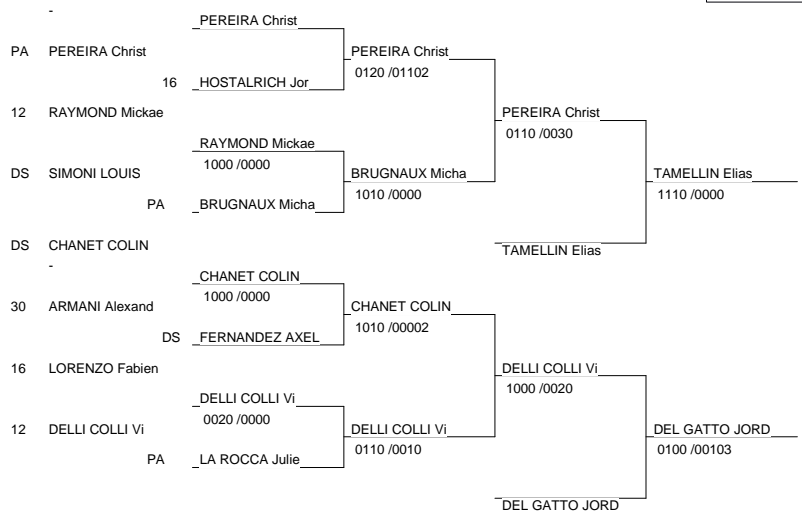 -
PEREIRA Christ
PA PEREIRA Christ
PEREIRA Christ
0120 /01102
16 HOSTALRICH Jor
12 RAYMOND Mickae
PEREIRA Christ
0110 /0030
RAYMOND Mickae
1000 /0000
DS SIMONI LOUIS
BRUGNAUX Micha
1010 /0000
TAMELLIN Elias
1110 /0000
PA BRUGNAUX Micha
DS CHANET COLIN
TAMELLIN Elias
-
CHANET COLIN
1000 /0000
30 ARMANI Alexand
CHANET COLIN
1010 /00002
DS FERNANDEZ AXEL
16 LORENZO Fabien
DELLI COLLI Vi
1000 /0020
DELLI COLLI Vi
0020 /0000
12 DELLI COLLI Vi
DELLI COLLI Vi
0110 /0010
DEL GATTO JORD
0100 /00103
PA LA ROCCA Julie
DEL GATTO JORD